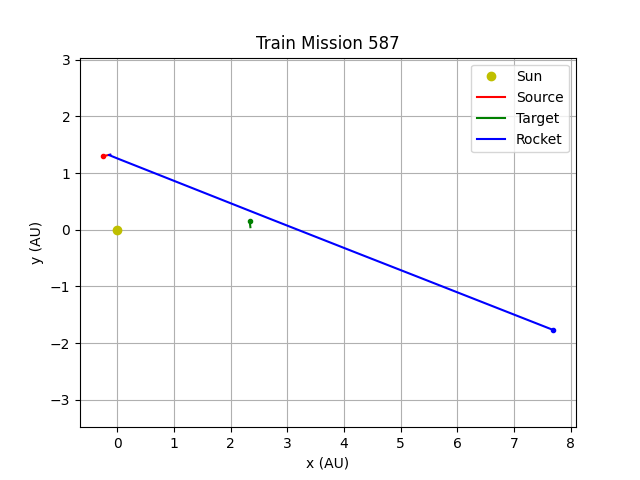 Train Mission 587
Sun
Source
Target
Rocket
3
2
1
0
−1
−2
−3
y (AU)
0 1 2 3 4 5 6 7 8
x (AU)